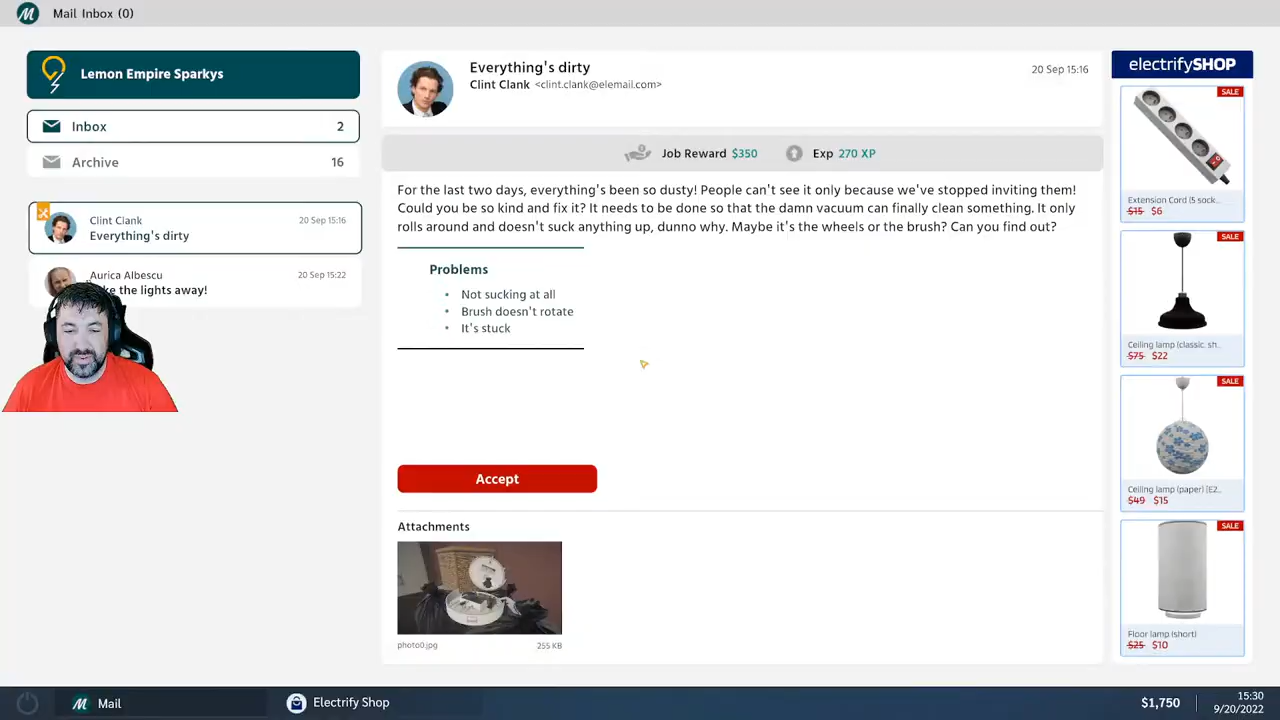 Mail Inbox (0)
Lemon Empire Sparkys
Inbox 2
Archive 16
Clint Clank 20 Sep 15:16
Everything's dirty
Aurica Albescu 20 Sep 15:22
the lights away!
Everything's dirty
Clint Clank <clint.clank@elemail.com>
20 Sep 15:16
Job Reward $350 Exp 270 XP
For the last two days, everything's been so dusty! People can't see it only because we've stopped inviting them!
Could you be so kind and fix it? It needs to be done so that the damn vacuum can finally clean something. It only
rolls around and doesn't suck anything up, dunno why. Maybe it's the wheels or the brush? Can you find out?
Problems
• Not sucking at all
• Brush doesn't rotate
• It's stuck
Accept
Attachments
photo0.jpg 255 KB
electrifySHOP
SALE
Extension Cord (5 sock...
$15 $6
SALE
Ceiling lamp (classic. sh...
$75 $22
SALE
Ceiling lamp (paper) [E2...
$49 $15
SALE
Floor lamp (short)
$25 $10
Mail
Electrify Shop
$1,750
15:30
9/20/2022